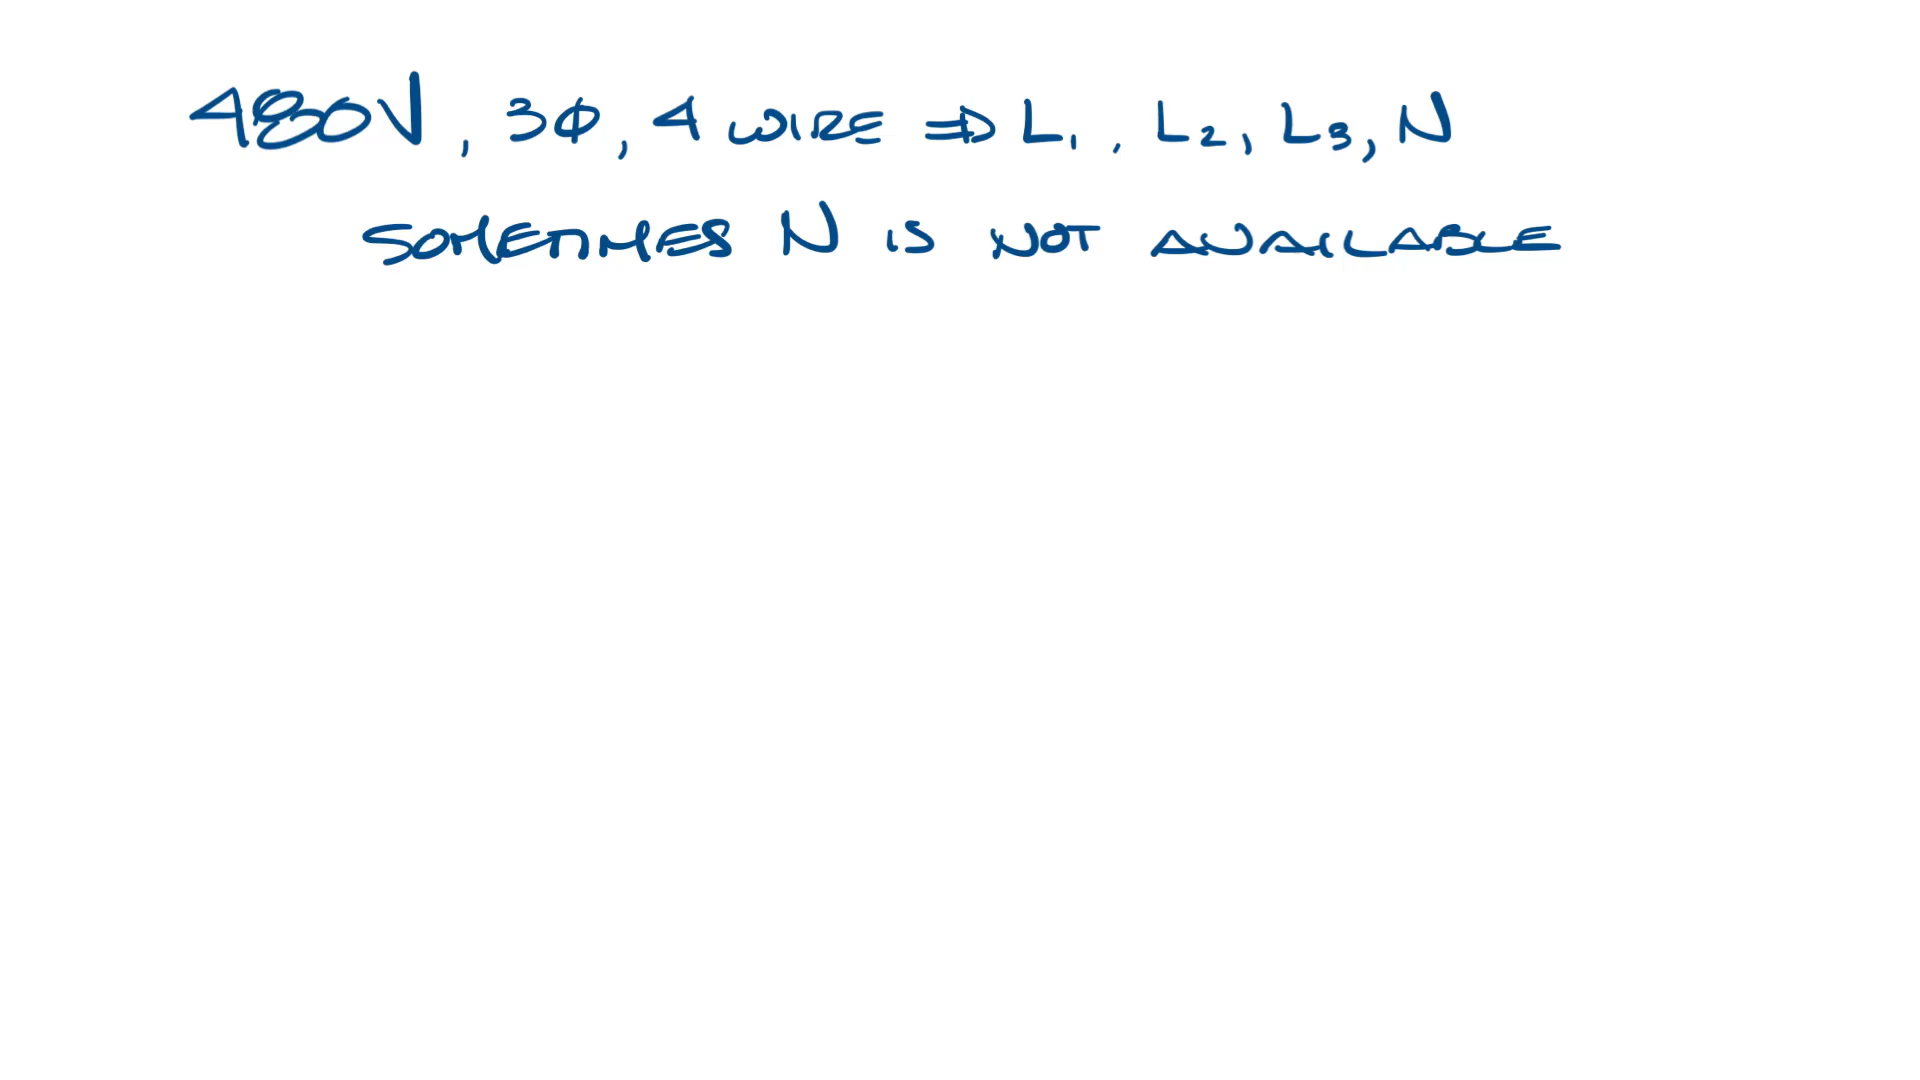 480V, 3φ, 4 WIRE ⇒ L1, L2, L3, N
SOMETIMES N IS NOT AVAILABLE